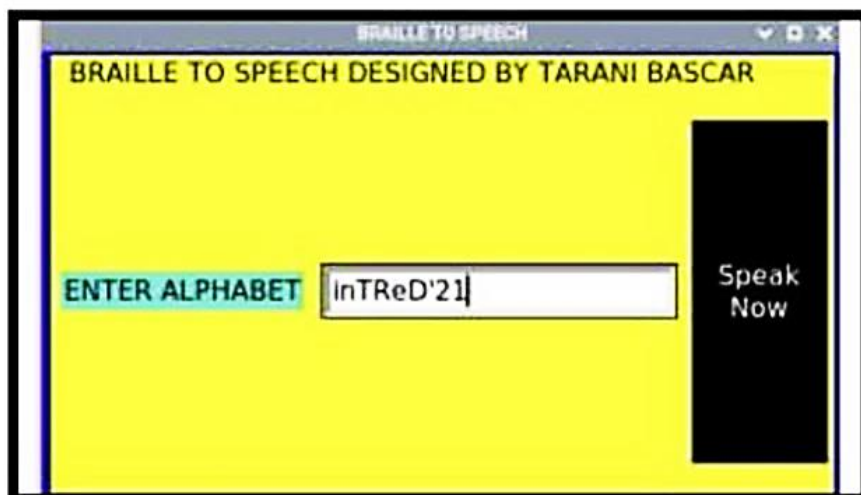 BRAILLE TO SPEECH
BRAILLE TO SPEECH DESIGNED BY TARANI BASCAR
ENTER ALPHABET
inTReD'21
Speak
Now